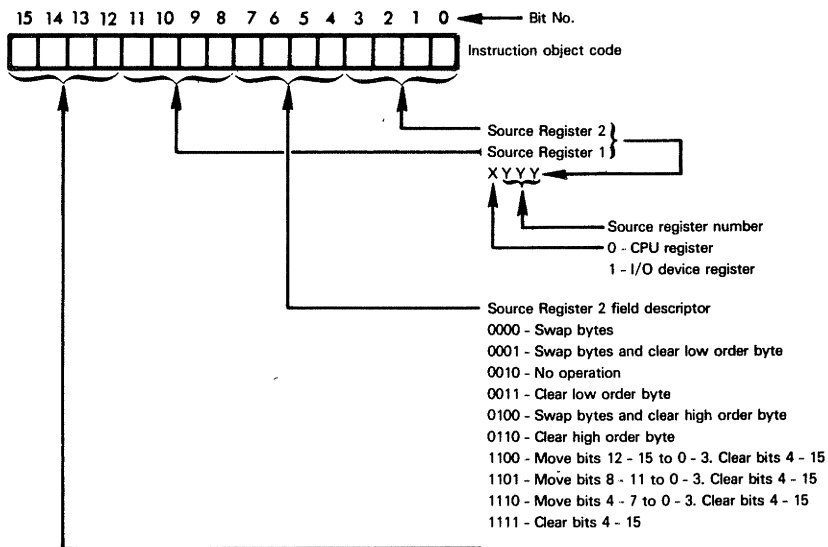 15 14 13 12 11 10 9 8 7 6 5 4 3 2 1 0 Bit No.
Instruction object code
Source Register 2
Source Register 1
X Y Y Y
Source register number
0 - CPU register
1 - I/O device register
Source Register 2 field descriptor
0000 - Swap bytes
0001 - Swap bytes and clear low order byte
0010 - No operation
0011 - Clear low order byte
0100 - Swap bytes and clear high order byte
0110 - Clear high order byte
1100 - Move bits 12 - 15 to 0 - 3. Clear bits 4 - 15
1101 - Move bits 8 - 11 to 0 - 3. Clear bits 4 - 15
1110 - Move bits 4 - 7 to 0 - 3. Clear bits 4 - 15
1111 - Clear bits 4 - 15